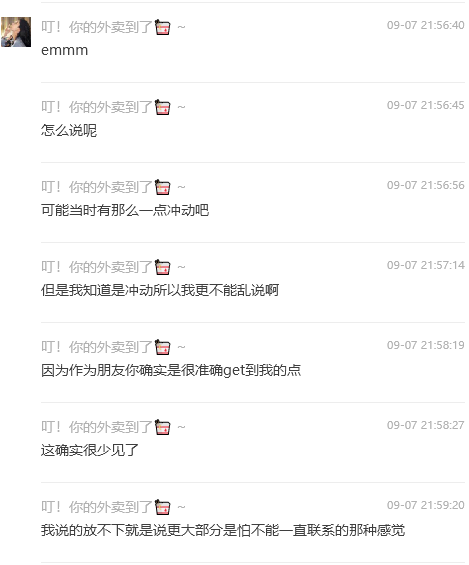 叮！你的外卖到了 ~ 09-07 21:56:40
emmm
叮！你的外卖到了 ~ 09-07 21:56:45
怎么说呢
叮！你的外卖到了 ~ 09-07 21:56:56
可能当时有那么一点冲动吧
叮！你的外卖到了 ~ 09-07 21:57:14
但是我知道是冲动所以我更不能乱说啊
叮！你的外卖到了 ~ 09-07 21:58:19
因为作为朋友你确实是很准确get到我的点
叮！你的外卖到了 ~ 09-07 21:58:27
这确实很少见了
叮！你的外卖到了 ~ 09-07 21:59:20
我说的放不下就是说更大部分是怕不能一直联系的那种感觉